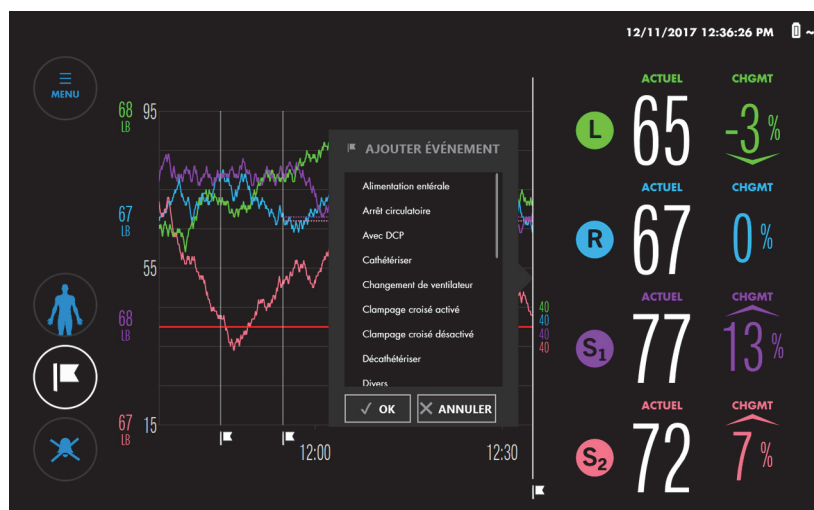 12/11/2017 12:36:26 PM
MENU
68
LB
67
LB
68
LB
67
LB
95
55
15
12:00
12:30
40
40
40
40
AJOUTER ÉVÉNEMENT
Alimentation entérale
Arrêt circulatoire
Avec DCP
Cathétériser
Changement de ventilateur
Clampage croisé activé
Clampage croisé désactivé
Décathétériser
Divers
OK
ANNULER
ACTUEL CHGMT
L 65 -3 %
ACTUEL CHGMT
R 67 0 %
ACTUEL CHGMT
S1 77 13 %
ACTUEL CHGMT
S2 72 7 %